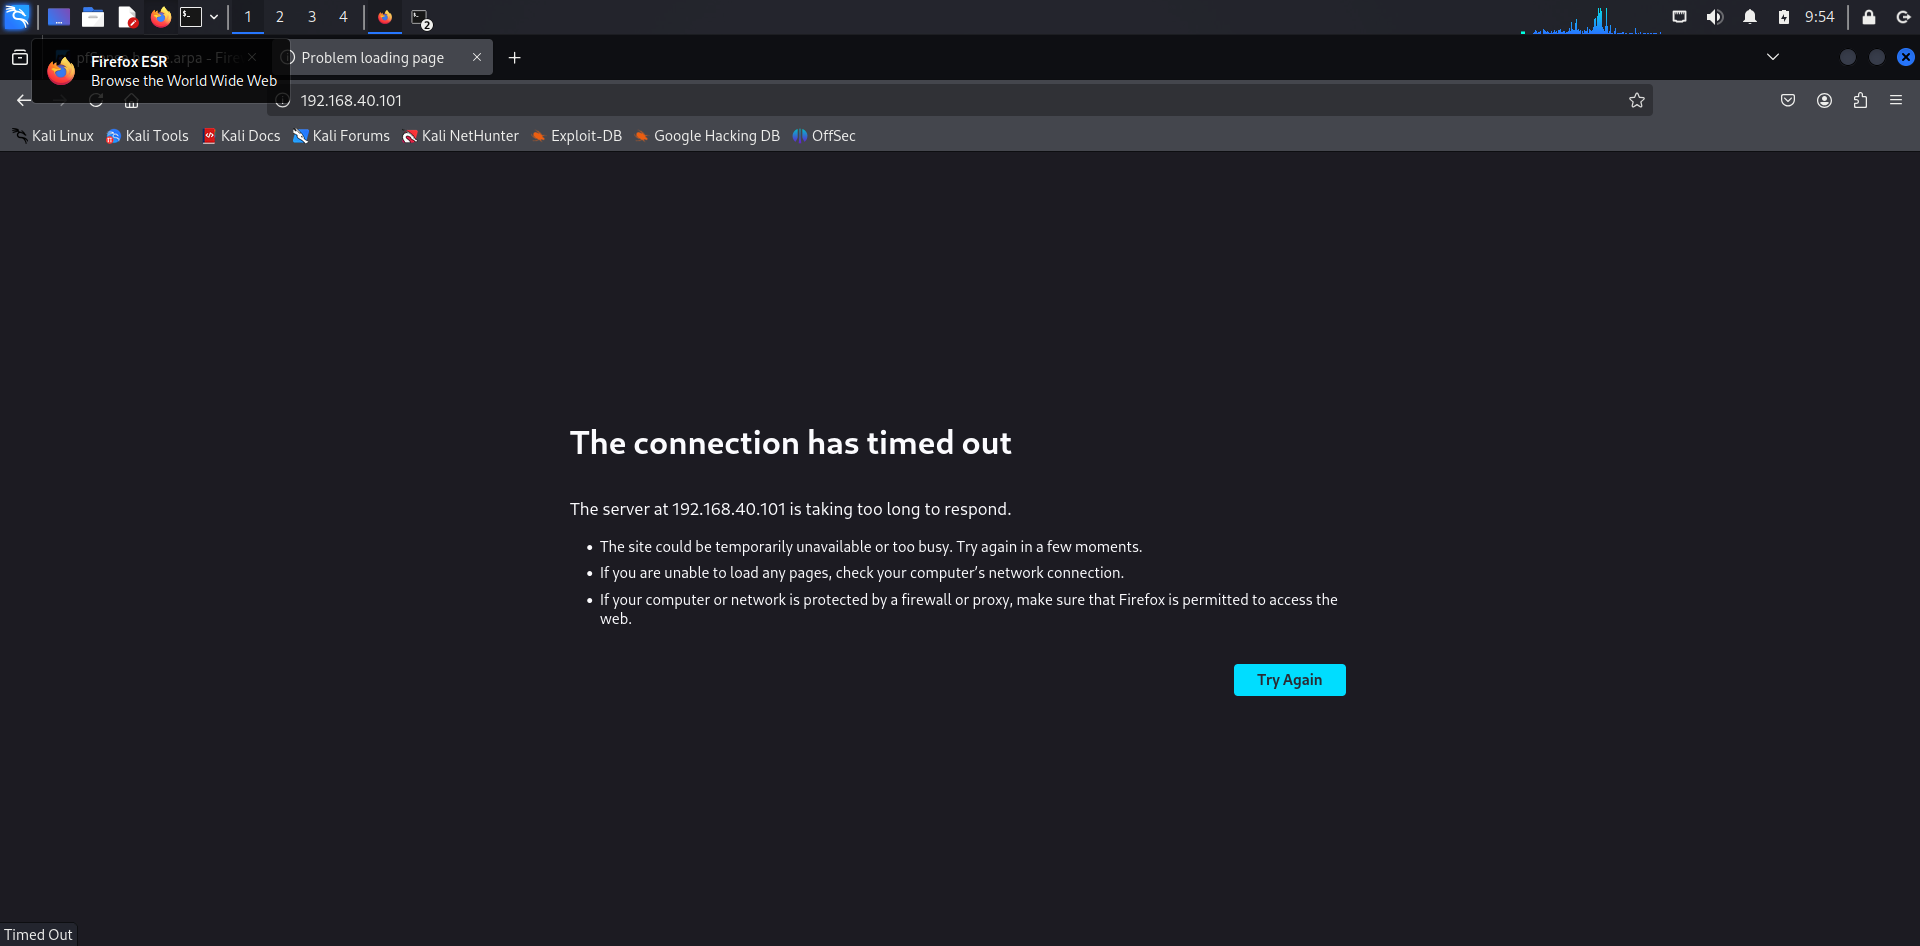 1 2 3 4 2 9:54
Firefox ESR
Browse the World Wide Web
Problem loading page
192.168.40.101
Kali Linux Kali Tools Kali Docs Kali Forums Kali NetHunter Exploit-DB Google Hacking DB OffSec
The connection has timed out
The server at 192.168.40.101 is taking too long to respond.
The site could be temporarily unavailable or too busy. Try again in a few moments.
If you are unable to load any pages, check your computer’s network connection.
If your computer or network is protected by a firewall or proxy, make sure that Firefox is permitted to access the
web.
Try Again
Timed Out